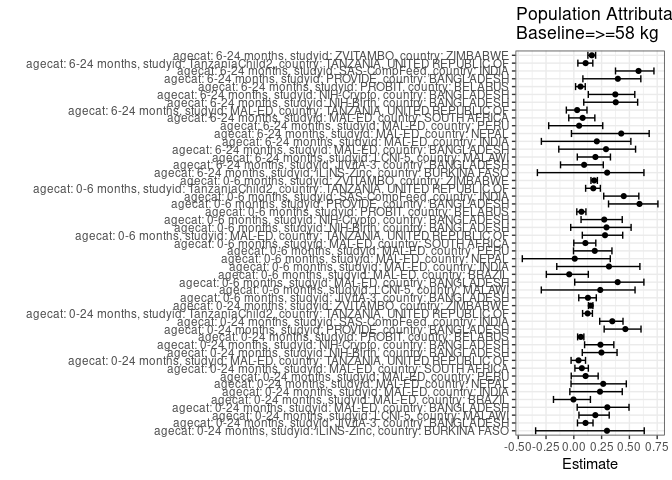 Population Attributa
Baseline=>=58 kg
agecat: 6-24 months, studyid: ZVITAMBO, country: ZIMBABWE
agecat: 6-24 months, studyid: TanzaniaChild2, country: TANZANIA, UNITED REPUBLIC OF
agecat: 6-24 months, studyid: SAS-CompFeed, country: INDIA
agecat: 6-24 months, studyid: PROVIDE, country: BANGLADESH
agecat: 6-24 months, studyid: PROBIT, country: BELARUS
agecat: 6-24 months, studyid: NIH-Crypto, country: BANGLADESH
agecat: 6-24 months, studyid: NIH-Birth, country: BANGLADESH
agecat: 6-24 months, studyid: MAL-ED, country: TANZANIA, UNITED REPUBLIC OF
agecat: 6-24 months, studyid: MAL-ED, country: SOUTH AFRICA
agecat: 6-24 months, studyid: MAL-ED, country: PERU
agecat: 6-24 months, studyid: MAL-ED, country: NEPAL
agecat: 6-24 months, studyid: MAL-ED, country: INDIA
agecat: 6-24 months, studyid: MAL-ED, country: BANGLADESH
agecat: 6-24 months, studyid: LCNI-5, country: MALAWI
agecat: 6-24 months, studyid: JiVitA-3, country: BANGLADESH
agecat: 6-24 months, studyid: iLiNS-Zinc, country: BURKINA FASO
agecat: 0-6 months, studyid: ZVITAMBO, country: ZIMBABWE
agecat: 0-6 months, studyid: TanzaniaChild2, country: TANZANIA, UNITED REPUBLIC OF
agecat: 0-6 months, studyid: SAS-CompFeed, country: INDIA
agecat: 0-6 months, studyid: PROVIDE, country: BANGLADESH
agecat: 0-6 months, studyid: PROBIT, country: BELARUS
agecat: 0-6 months, studyid: NIH-Crypto, country: BANGLADESH
agecat: 0-6 months, studyid: NIH-Birth, country: BANGLADESH
agecat: 0-6 months, studyid: MAL-ED, country: TANZANIA, UNITED REPUBLIC OF
agecat: 0-6 months, studyid: MAL-ED, country: SOUTH AFRICA
agecat: 0-6 months, studyid: MAL-ED, country: PERU
agecat: 0-6 months, studyid: MAL-ED, country: NEPAL
agecat: 0-6 months, studyid: MAL-ED, country: INDIA
agecat: 0-6 months, studyid: MAL-ED, country: BRAZIL
agecat: 0-6 months, studyid: MAL-ED, country: BANGLADESH
agecat: 0-6 months, studyid: LCNI-5, country: MALAWI
agecat: 0-6 months, studyid: JiVitA-3, country: BANGLADESH
agecat: 0-24 months, studyid: ZVITAMBO, country: ZIMBABWE
agecat: 0-24 months, studyid: TanzaniaChild2, country: TANZANIA, UNITED REPUBLIC OF
agecat: 0-24 months, studyid: SAS-CompFeed, country: INDIA
agecat: 0-24 months, studyid: PROVIDE, country: BANGLADESH
agecat: 0-24 months, studyid: PROBIT, country: BELARUS
agecat: 0-24 months, studyid: NIH-Crypto, country: BANGLADESH
agecat: 0-24 months, studyid: NIH-Birth, country: BANGLADESH
agecat: 0-24 months, studyid: MAL-ED, country: TANZANIA, UNITED REPUBLIC OF
agecat: 0-24 months, studyid: MAL-ED, country: SOUTH AFRICA
agecat: 0-24 months, studyid: MAL-ED, country: PERU
agecat: 0-24 months, studyid: MAL-ED, country: NEPAL
agecat: 0-24 months, studyid: MAL-ED, country: INDIA
agecat: 0-24 months, studyid: MAL-ED, country: BRAZIL
agecat: 0-24 months, studyid: MAL-ED, country: BANGLADESH
agecat: 0-24 months, studyid: LCNI-5, country: MALAWI
agecat: 0-24 months, studyid: JiVitA-3, country: BANGLADESH
agecat: 0-24 months, studyid: iLiNS-Zinc, country: BURKINA FASO
-0.50 -0.25 0.00 0.25 0.50 0.75
Estimate